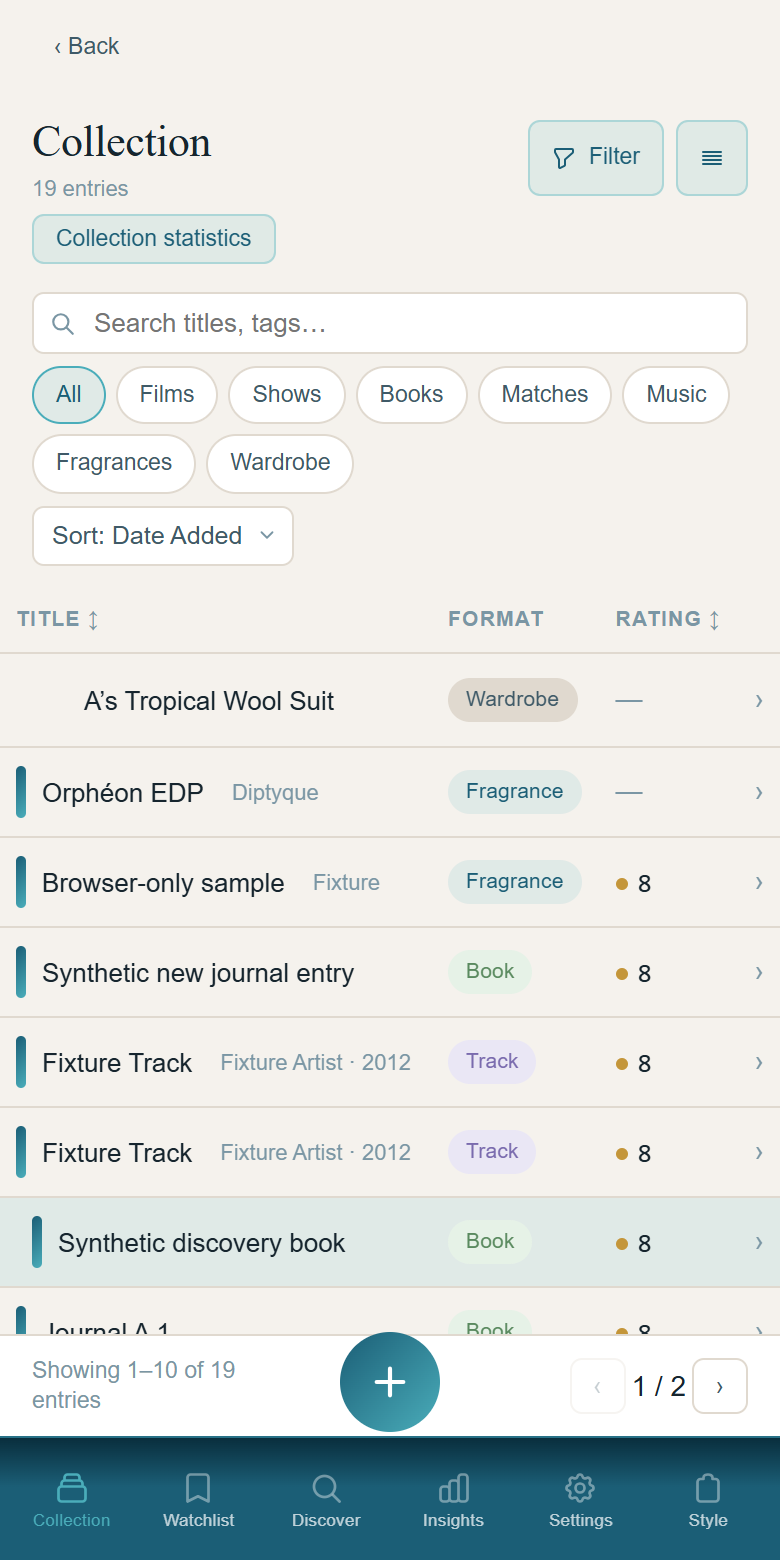 ‹ Back
Collection
19 entries
Filter
Collection statistics
Search titles, tags…
All Films Shows Books Matches Music
Fragrances Wardrobe
Sort: Date Added
TITLE ↕ FORMAT RATING ↕
A’s Tropical Wool Suit Wardrobe — ›
Orphéon EDP Diptyque Fragrance — ›
Browser-only sample Fixture Fragrance 8 ›
Synthetic new journal entry Book 8 ›
Fixture Track Fixture Artist · 2012 Track 8 ›
Fixture Track Fixture Artist · 2012 Track 8 ›
Synthetic discovery book Book 8 ›
Journal A 1 Book 8 ›
Showing 1–10 of 19
entries
‹ 1 / 2 ›
Collection Watchlist Discover Insights Settings Style